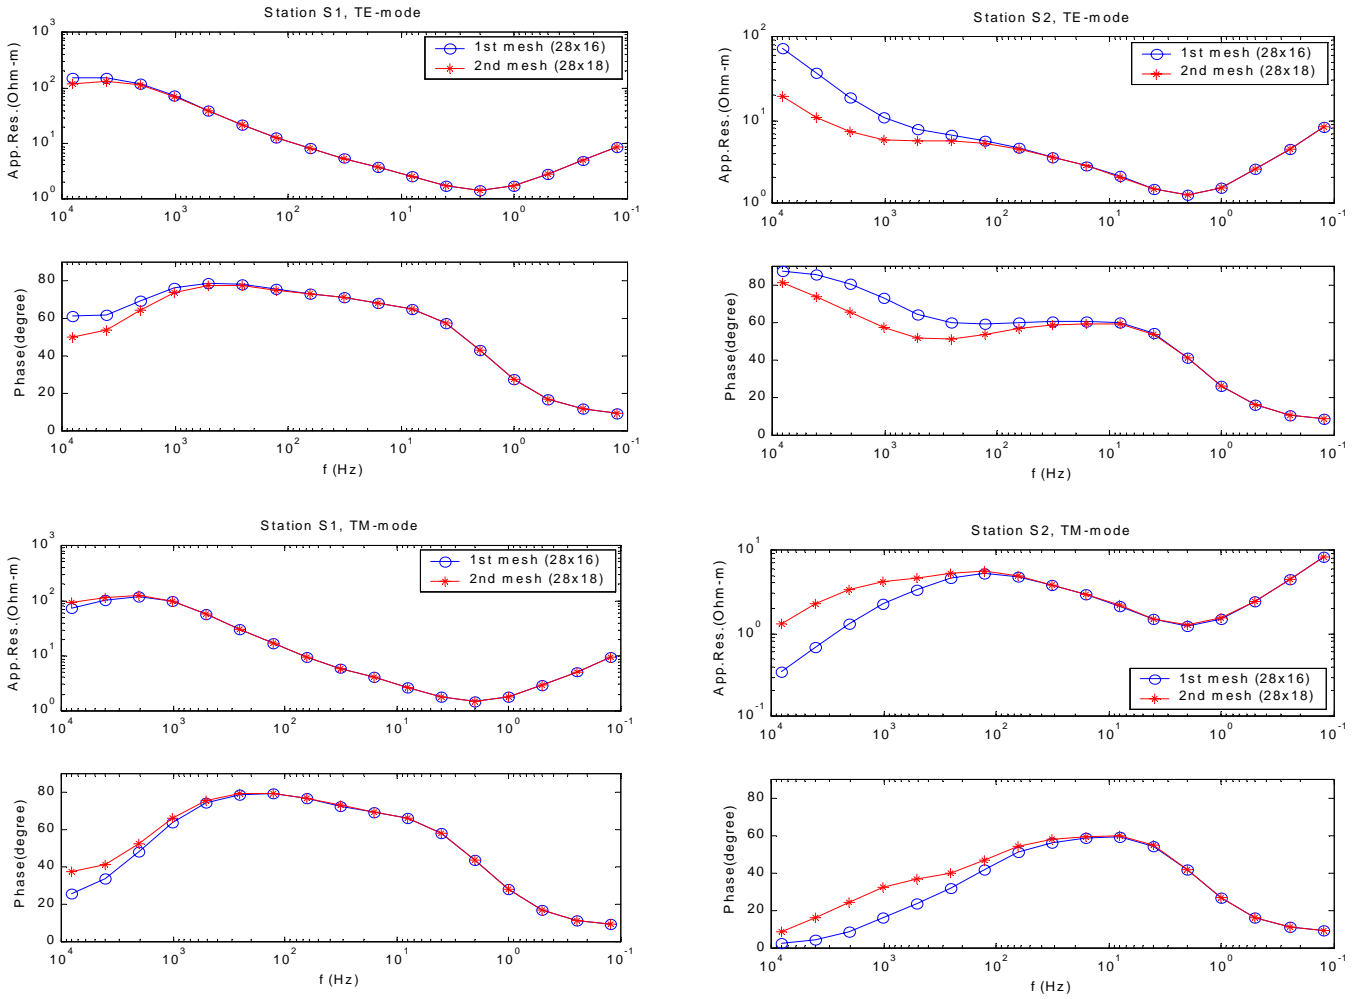 Station S1, TE-mode
App.Res.(Ohm-m)
10^3
10^2
10^1
10^0
1st mesh (28x16)
2nd mesh (28x18)
10^4 10^3 10^2 10^1 10^0 10^-1
Phase(degree)
80
60
40
20
0
10^4 10^3 10^2 10^1 10^0 10^-1
f (Hz)
Station S2, TE-mode
App.Res.(Ohm-m)
10^2
10^1
10^0
1st mesh (28x16)
2nd mesh (28x18)
10^4 10^3 10^2 10^1 10^0 10^-1
Phase(degree)
80
60
40
20
0
10^4 10^3 10^2 10^1 10^0 10^-1
f (Hz)
Station S1, TM-mode
App.Res.(Ohm-m)
10^3
10^2
10^1
10^0
1st mesh (28x16)
2nd mesh (28x18)
10^4 10^3 10^2 10^1 10^0 10^-1
Phase(degree)
80
60
40
20
0
10^4 10^3 10^2 10^1 10^0 10^-1
f (Hz)
Station S2, TM-mode
App.Res.(Ohm-m)
10^1
10^0
10^-1
1st mesh (28x16)
2nd mesh (28x18)
10^4 10^3 10^2 10^1 10^0 10^-1
Phase(degree)
80
60
40
20
0
10^4 10^3 10^2 10^1 10^0 10^-1
f (Hz)